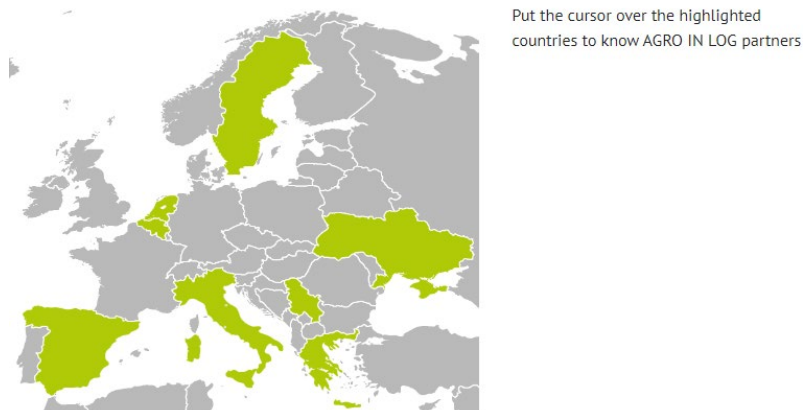 Put the cursor over the highlighted
countries to know AGRO IN LOG partners